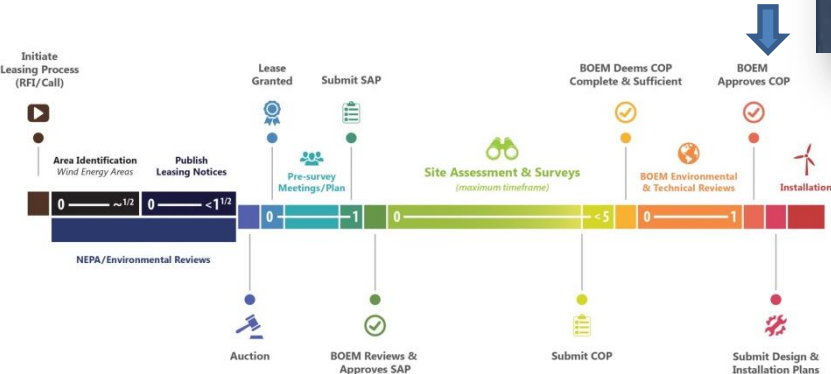 Initiate
Leasing Process
(RFI/Call)
Lease
Granted
Submit SAP
BOEM Deems COP
Complete & Sufficient
BOEM
Approves COP
Area Identification
Wind Energy Areas
Publish
Leasing Notices
Pre-survey
Meetings/Plan
Site Assessment & Surveys
(maximum timeframe)
BOEM Environmental
& Technical Reviews
Installation
0 ~1/2
0 <1 1/2
0 1
0 <5
0 1
NEPA/Environmental Reviews
Auction
BOEM Reviews &
Approves SAP
Submit COP
Submit Design &
Installation Plans